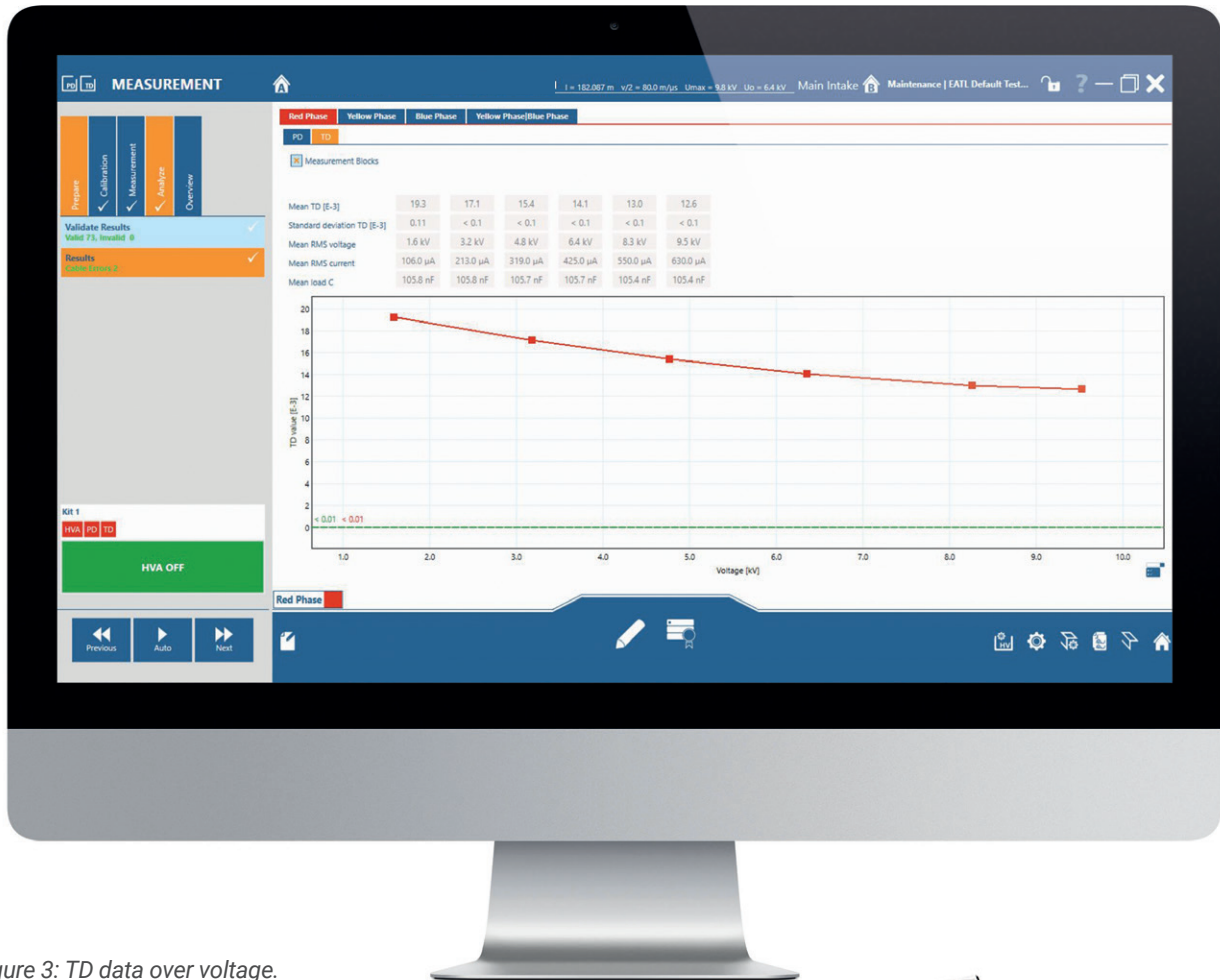 PD TD MEASUREMENT
A
l = 182.087 m v/2 = 80.0 m/µs Umax = 9.8 kV Uo = 6.4 kV
Main Intake
B
Maintenance | EATL Default Test...
?
Prepare
Calibration
Measurement
Analyze
Overview
Validate Results
Valid 73, Invalid 0
Results
Kit 1
HVA PD TD
HVA OFF
Previous Auto Next
Red Phase Yellow Phase Blue Phase Yellow Phase|Blue Phase
PD TD
Measurement Blocks
Mean TD [E-3] 19.3 17.1 15.4 14.1 13.0 12.6
Standard deviation TD [E-3] 0.11 < 0.1 < 0.1 < 0.1 < 0.1 < 0.1
Mean RMS voltage 1.6 kV 3.2 kV 4.8 kV 6.4 kV 8.3 kV 9.5 kV
Mean RMS current 106.0 µA 213.0 µA 319.0 µA 425.0 µA 550.0 µA 630.0 µA
Mean load C 105.8 nF 105.8 nF 105.7 nF 105.7 nF 105.4 nF 105.4 nF
20
18
16
14
12
10
8
6
4
2
0
TD value [E-3]
< 0.01 < 0.01
1.0 2.0 3.0 4.0 5.0 6.0 7.0 8.0 9.0 10.0
Voltage [kV]
Red Phase
HV
gure 3: TD data over voltage.